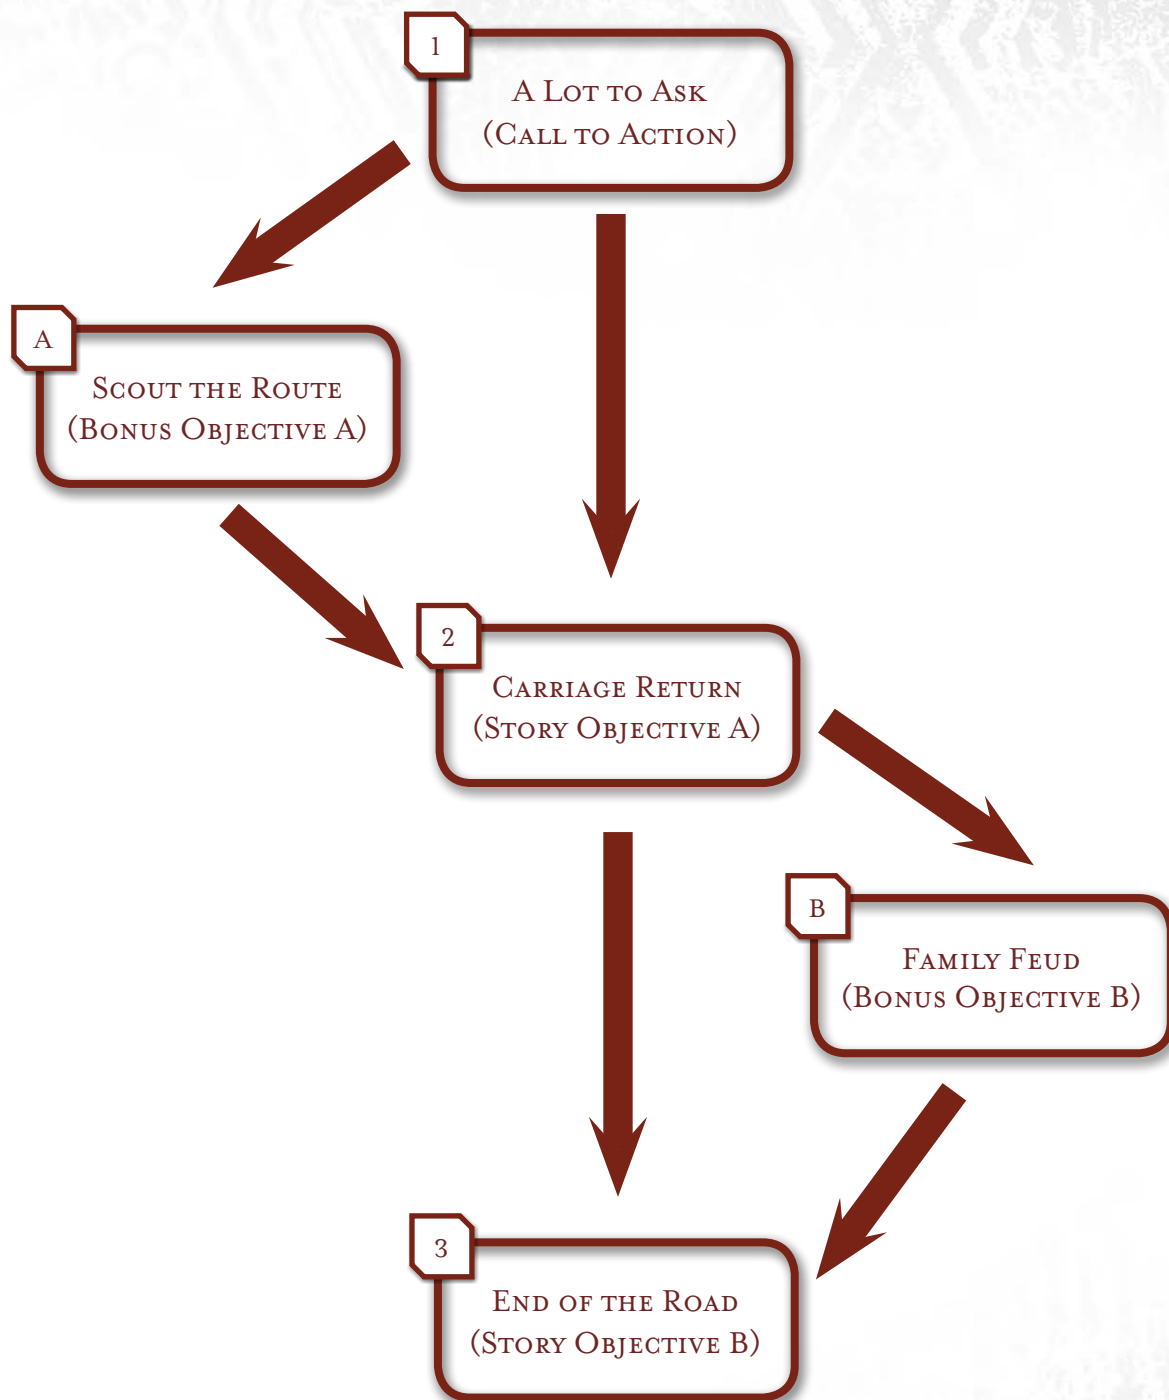 1
A Lot to Ask
(Call to Action)
A
Scout the Route
(Bonus Objective A)
2
Carriage Return
(Story Objective A)
B
Family Feud
(Bonus Objective B)
3
End of the Road
(Story Objective B)